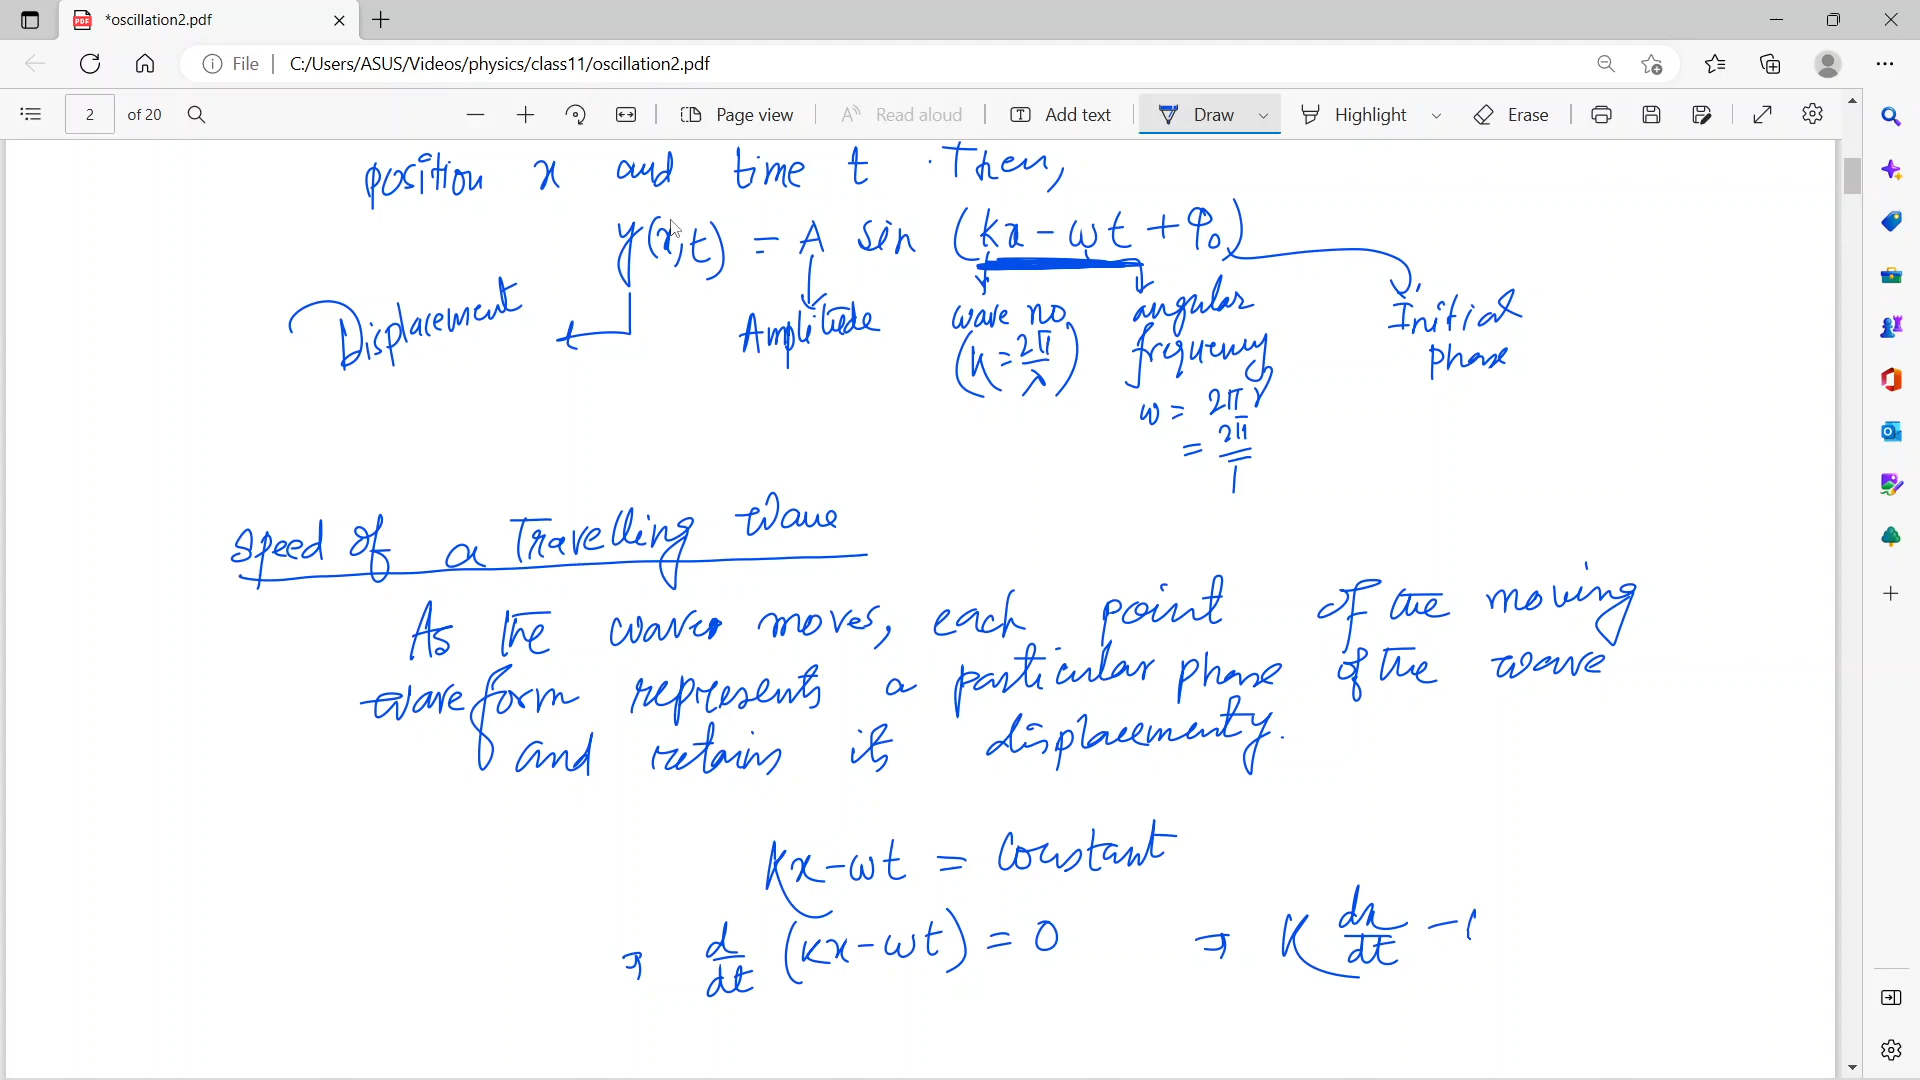 *oscillation2.pdf
File | C:/Users/ASUS/Videos/physics/class11/oscillation2.pdf
2 of 20 Page view Read aloud Add text Draw Highlight Erase
position x and time t . Then,
y(x,t) = A sin (kx - ωt + φ₀)
Displacement Amplitude wave no angular frequency Initial phase
(k = 2π/λ)
ω = 2πν
= 2π/T
Speed of a Travelling Wave
As the waves moves, each point of the moving
waveform represents a particular phase of the wave
and retains its displacementy.
Kx-ωt = Constant
⇒ d/dt (Kx-ωt) = 0 ⇒ K dx/dt -